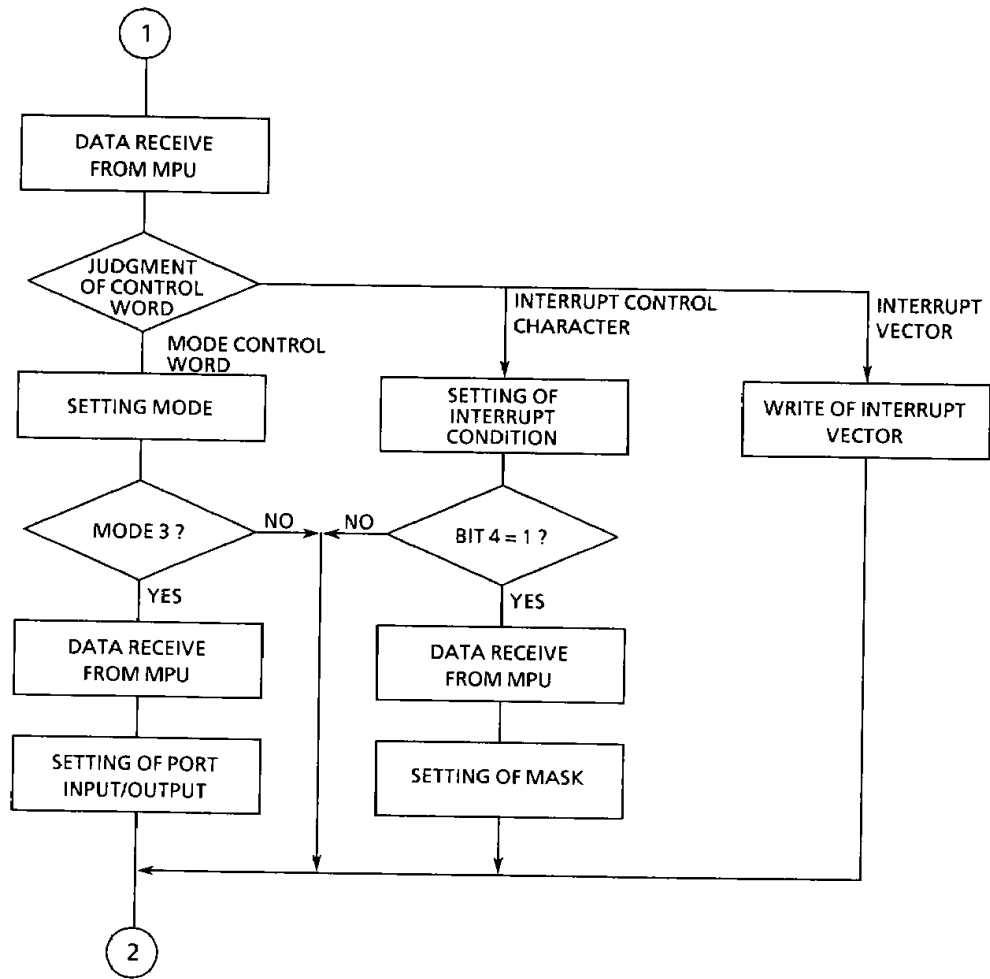 1
DATA RECEIVE
FROM MPU
JUDGMENT
OF CONTROL
WORD
INTERRUPT CONTROL
CHARACTER
INTERRUPT
VECTOR
MODE CONTROL
WORD
SETTING MODE
SETTING OF
INTERRUPT
CONDITION
WRITE OF INTERRUPT
VECTOR
MODE 3 ?
NO
NO
BIT 4 = 1 ?
YES
YES
DATA RECEIVE
FROM MPU
DATA RECEIVE
FROM MPU
SETTING OF PORT
INPUT/OUTPUT
SETTING OF MASK
2